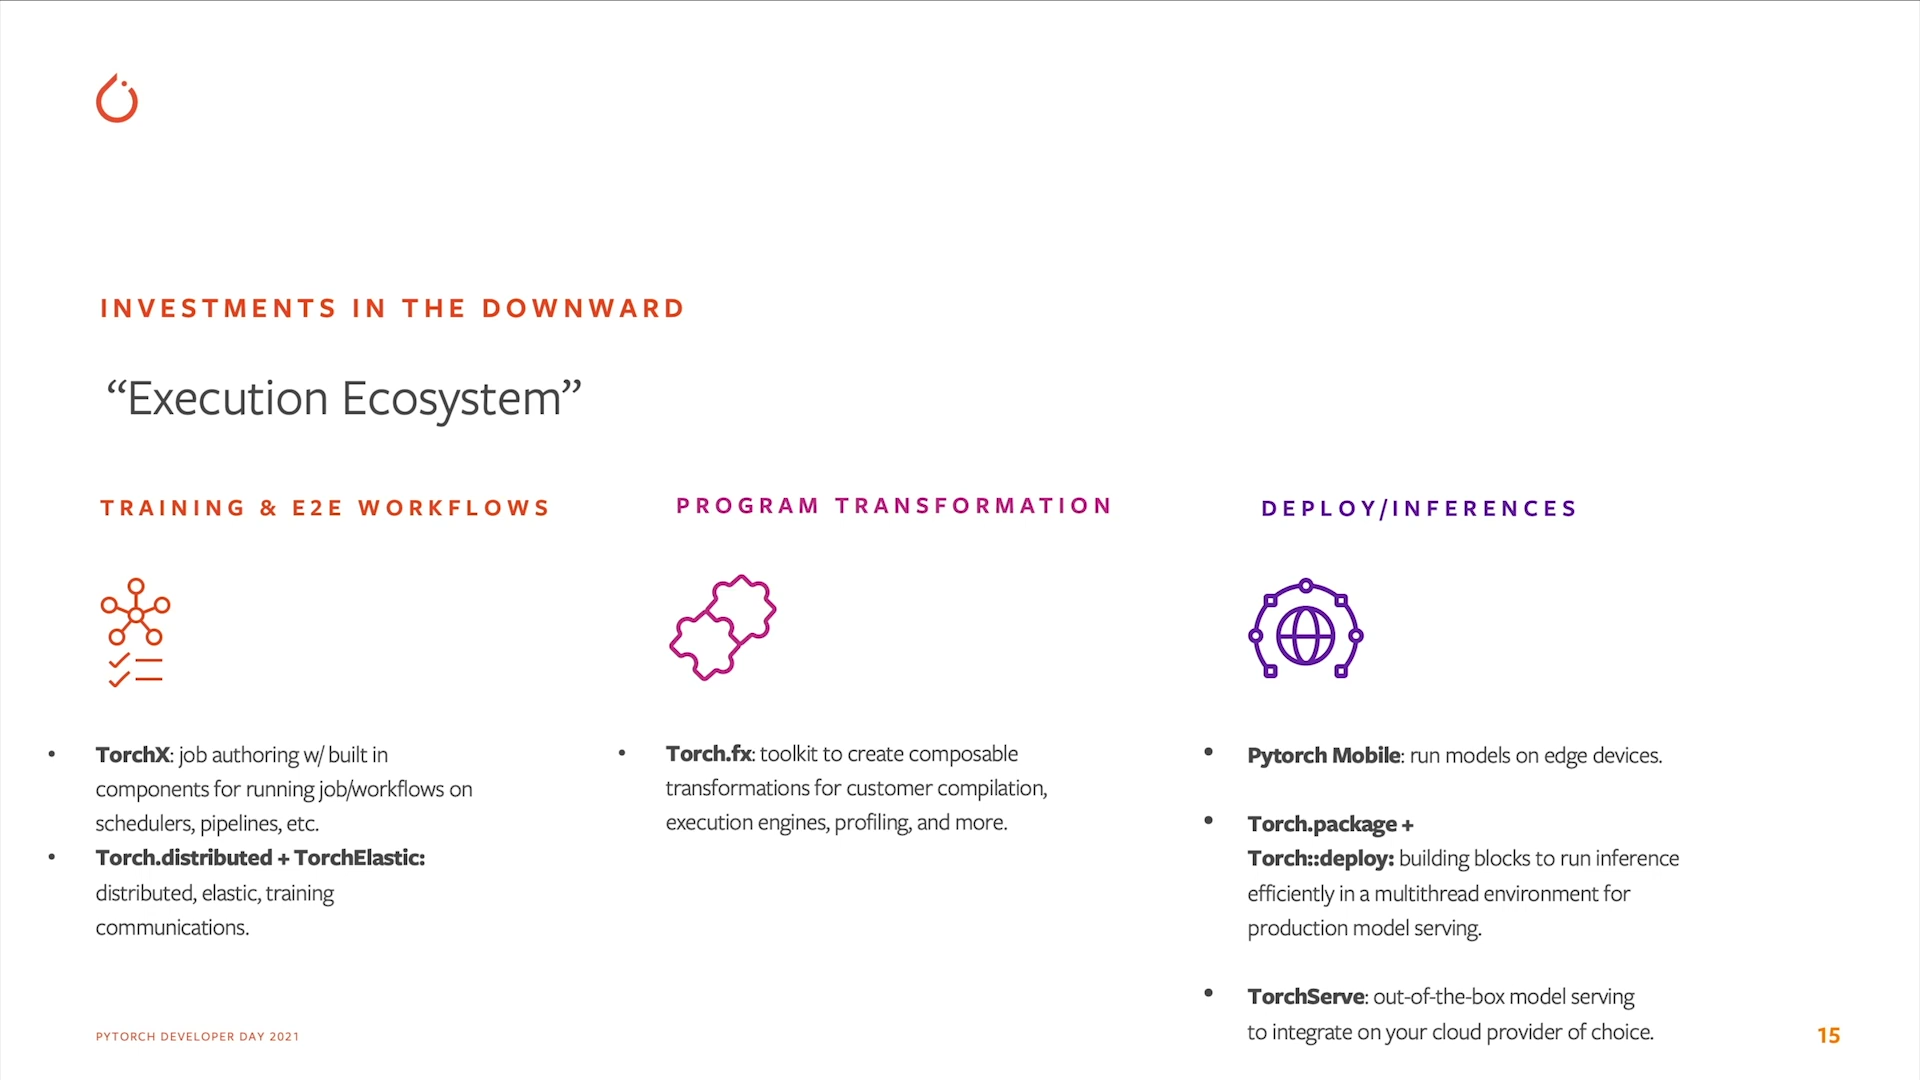 INVESTMENTS IN THE DOWNWARD
“Execution Ecosystem”
TRAINING & E2E WORKFLOWS
• TorchX: job authoring w/ built in
components for running job/workflows on
schedulers, pipelines, etc.
• Torch.distributed + TorchElastic:
distributed, elastic, training
communications.
PROGRAM TRANSFORMATION
• Torch.fx: toolkit to create composable
transformations for customer compilation,
execution engines, profiling, and more.
DEPLOY/INFERENCES
• Pytorch Mobile: run models on edge devices.
• Torch.package +
Torch::deploy: building blocks to run inference
efficiently in a multithread environment for
production model serving.
• TorchServe: out-of-the-box model serving
to integrate on your cloud provider of choice.
PYTORCH DEVELOPER DAY 2021
15